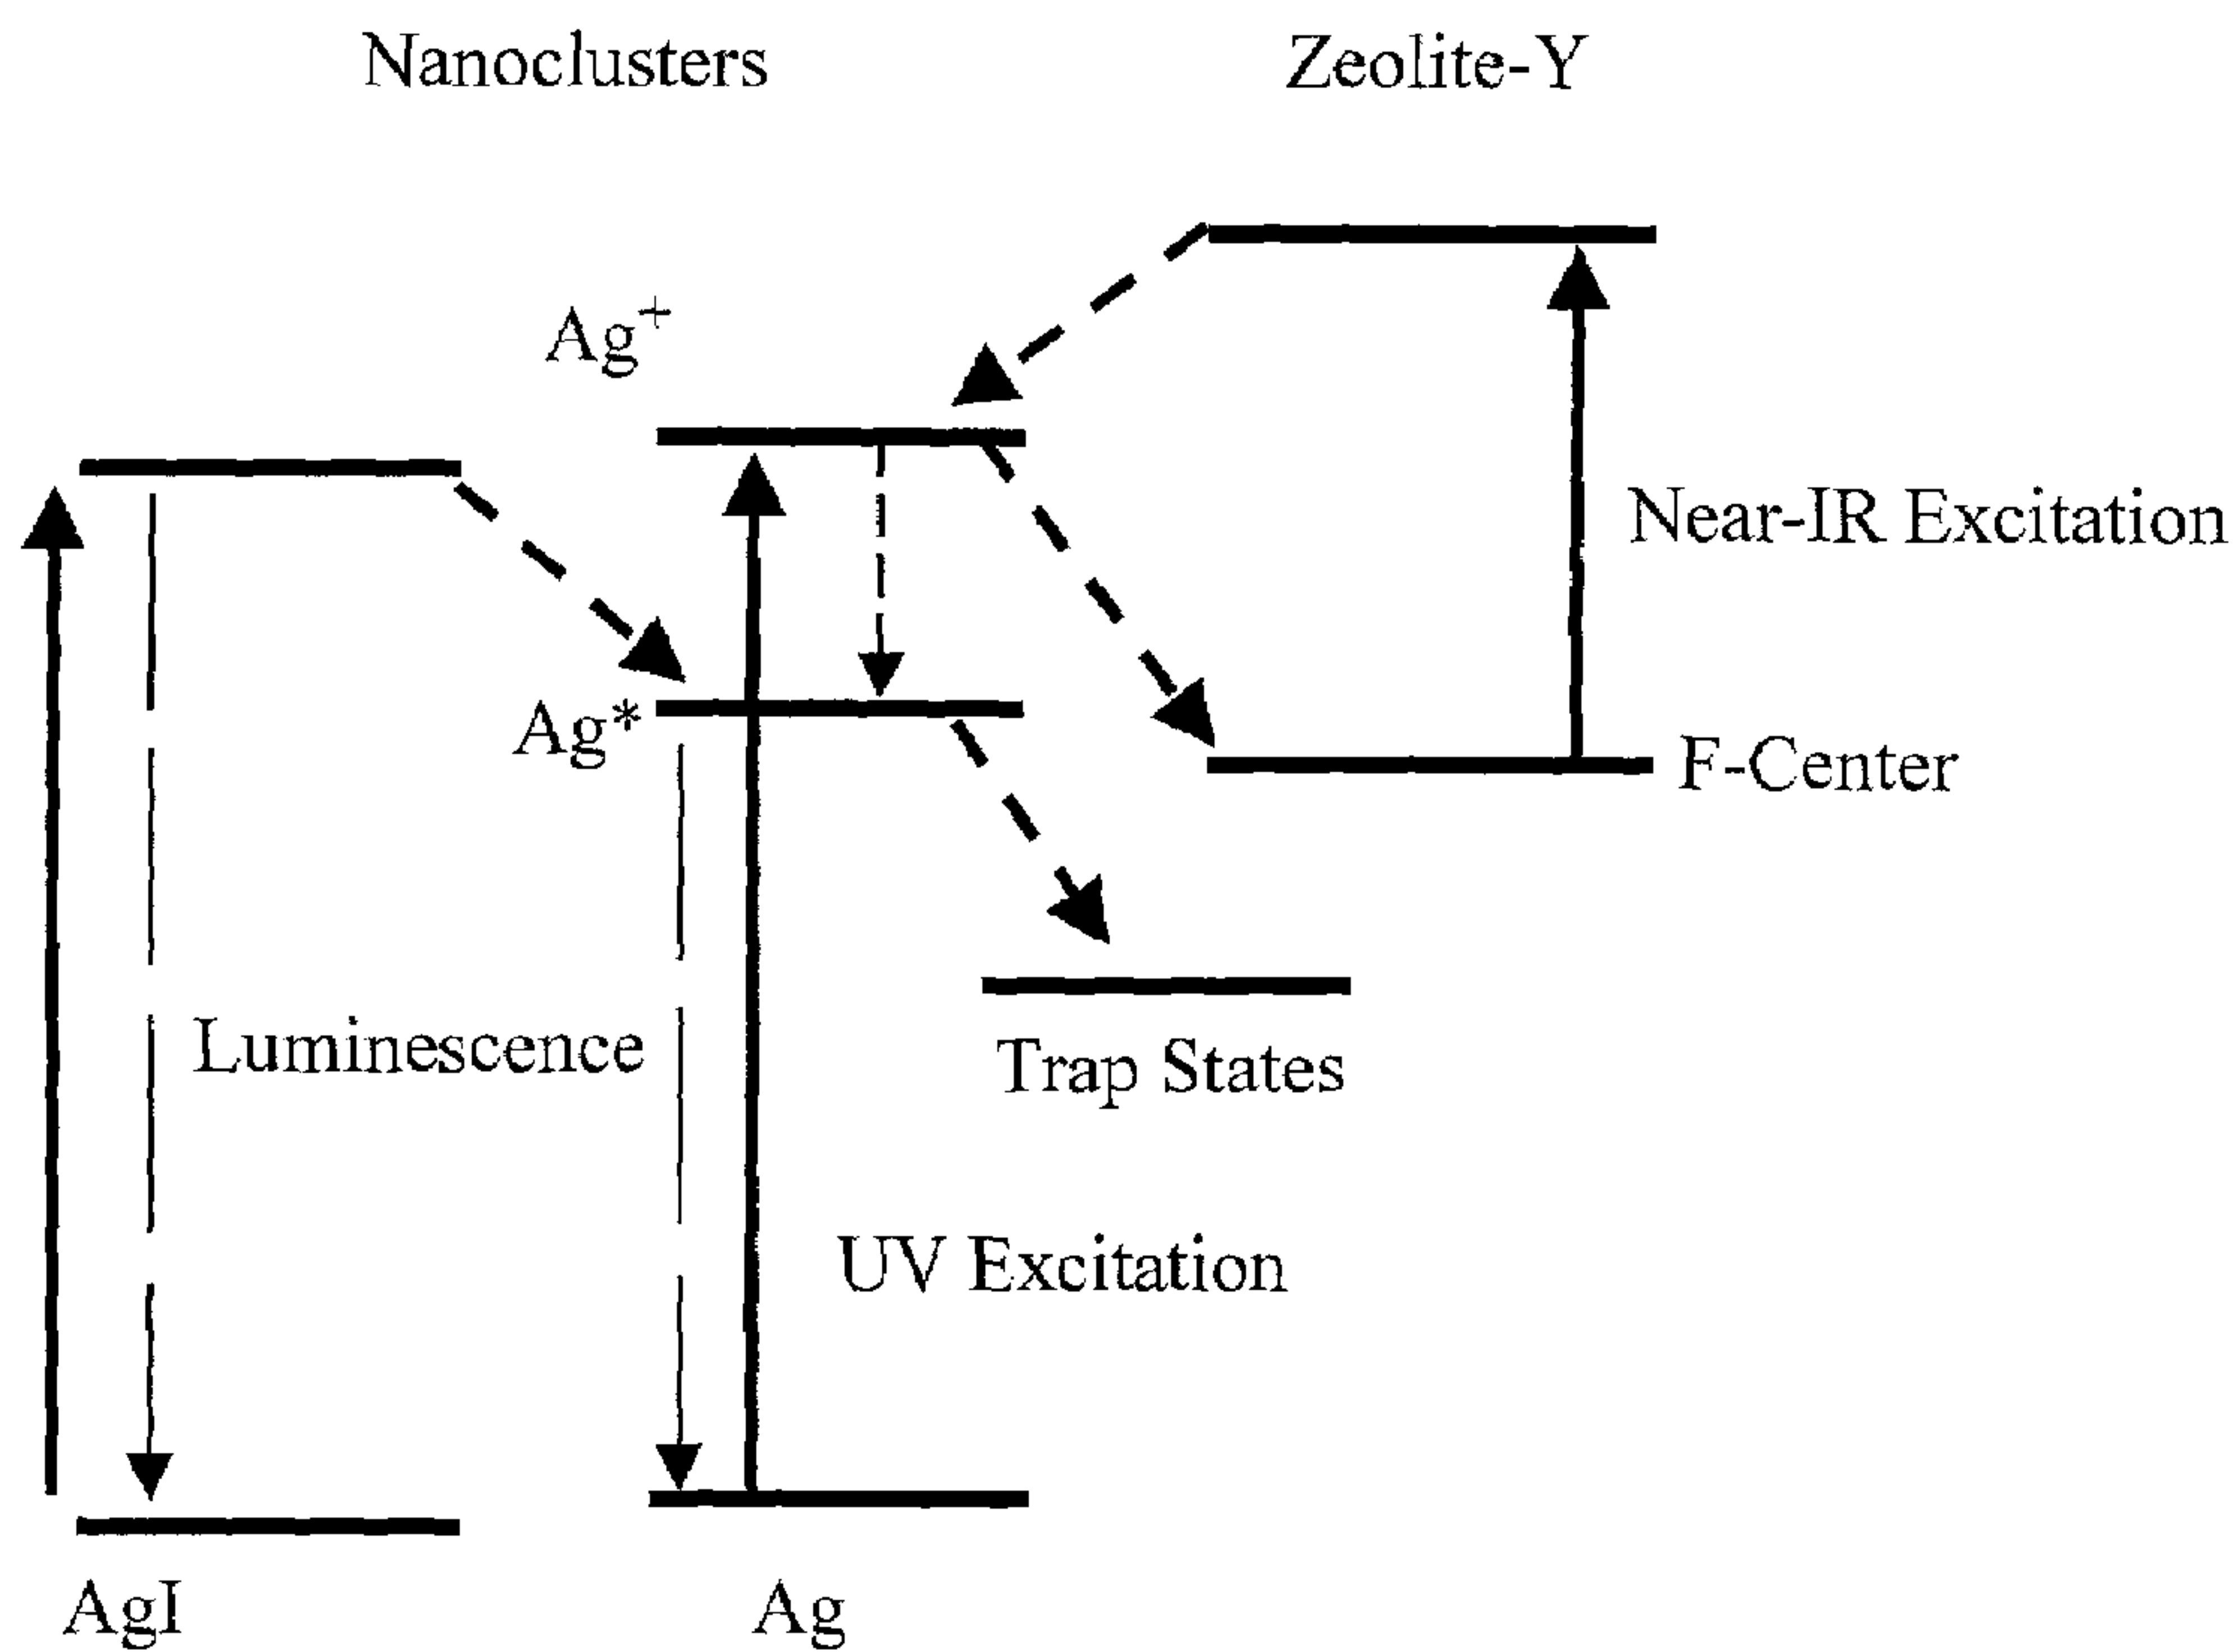 Nanoclusters
Zeolite-Y
Ag⁺
Near-IR Excitation
Ag*
F-Center
Luminescence
Trap States
UV Excitation
AgI
Ag